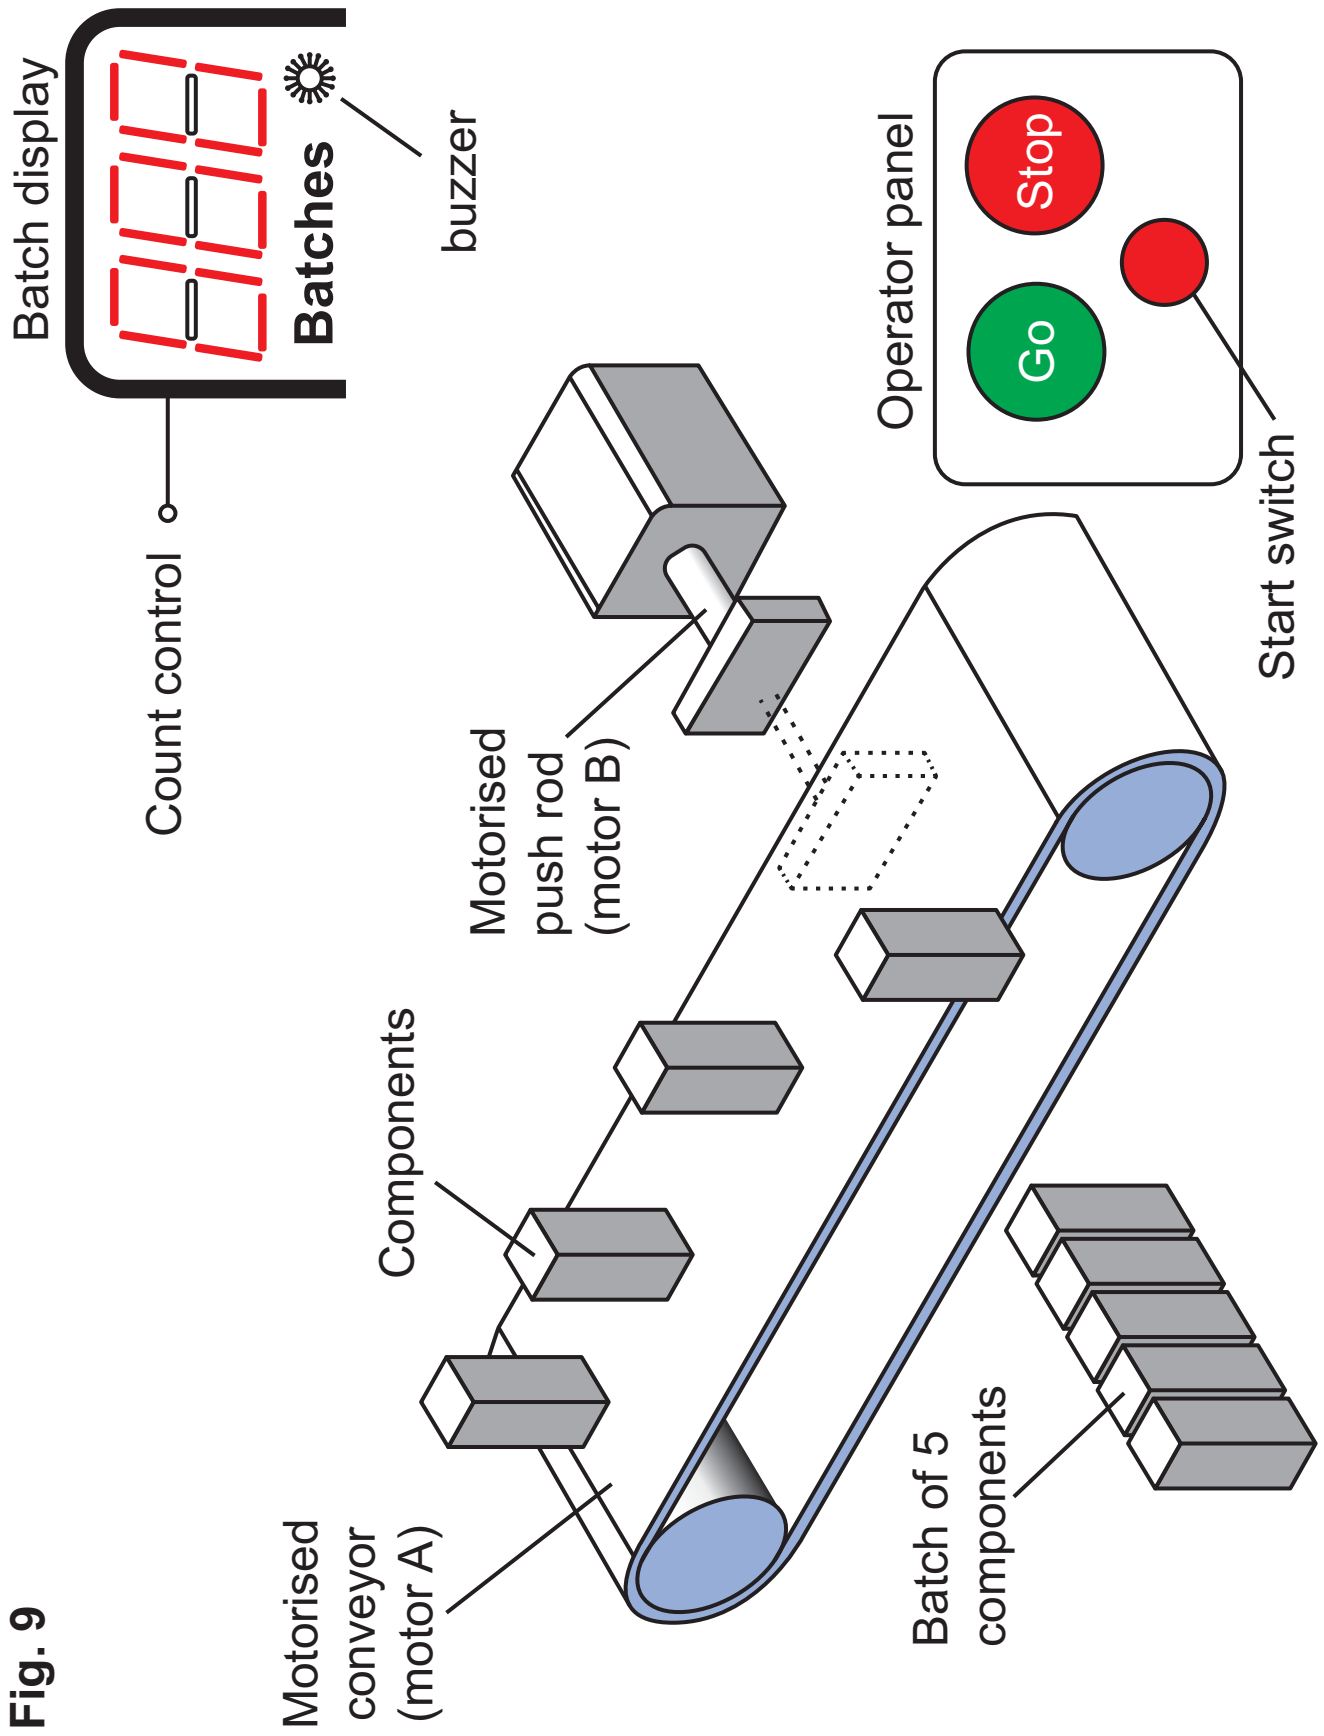 Fig. 9
Motorised
conveyor
(motor A)
Components
Motorised
push rod
(motor B)
Count control
Batch display
000
Batches
buzzer
Batch of 5
components
Operator panel
Go
Stop
Start switch